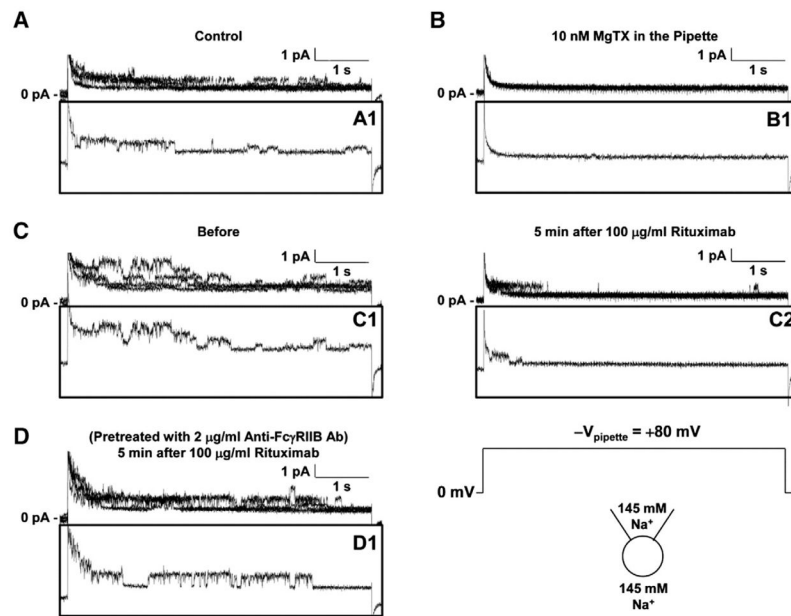 A
Control
1 pA
1 s
0 pA -
A1
B
10 nM MgTX in the Pipette
1 pA
1 s
0 pA -
B1
C
Before
1 pA
1 s
0 pA -
C1
5 min after 100 μg/ml Rituximab
1 pA
1 s
0 pA -
C2
D
(Pretreated with 2 μg/ml Anti-FcγRIIB Ab)
5 min after 100 μg/ml Rituximab
1 pA
1 s
0 pA -
D1
–Vpipette = +80 mV
0 mV
145 mM
Na⁺
145 mM
Na⁺